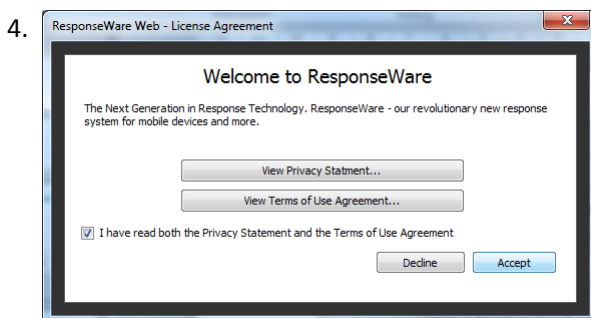 4.
ResponseWare Web - License Agreement
Welcome to ResponseWare
The Next Generation in Response Technology. ResponseWare - our revolutionary new response
system for mobile devices and more.
View Privacy Statment...
View Terms of Use Agreement...
I have read both the Privacy Statement and the Terms of Use Agreement
Decline Accept